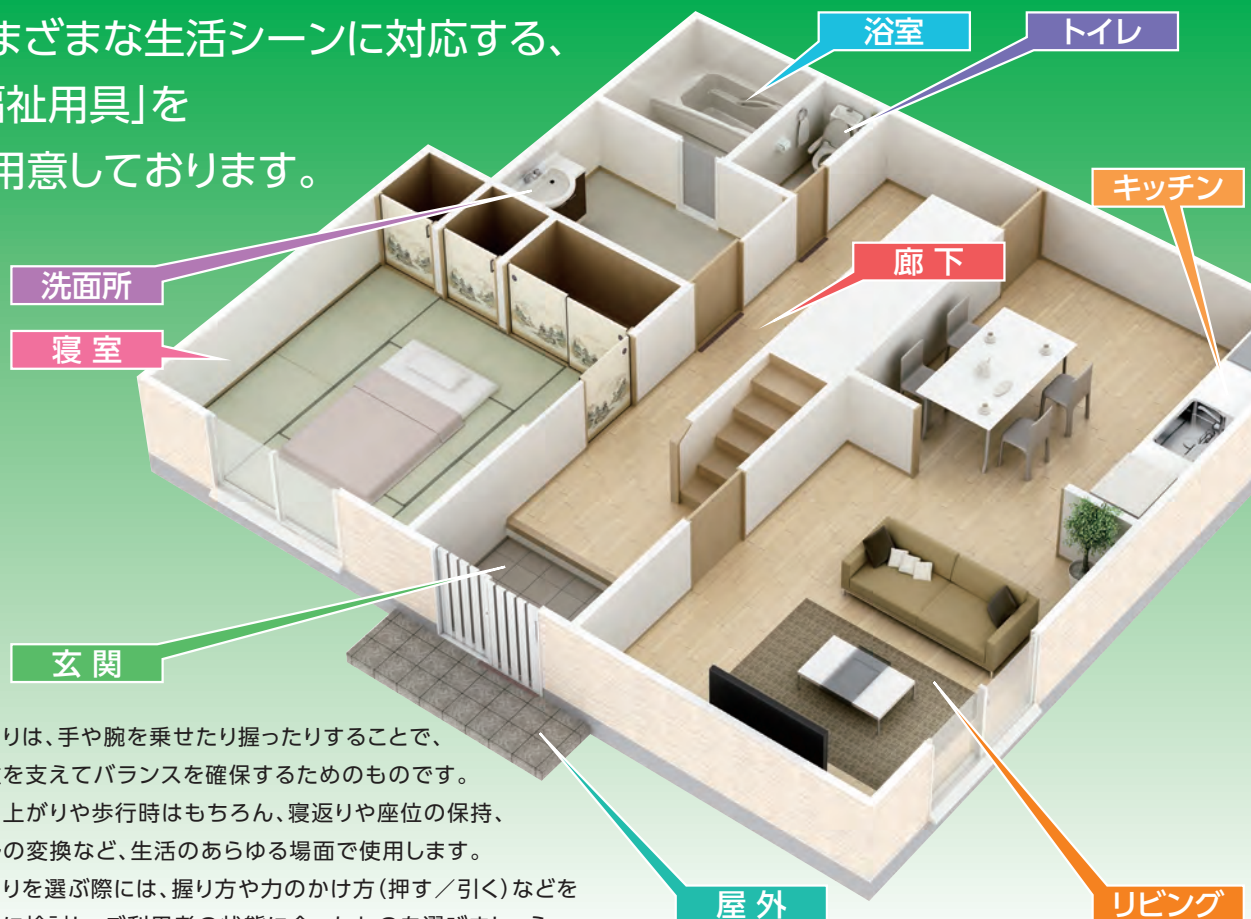 まざまな生活シーンに対応する、
祉用具」を
用意しております。
浴室
トイレ
キッチン
廊 下
洗面所
寝 室
玄 関
りは、手や腕を乗せたり握ったりすることで、
を支えてバランスを確保するためのものです。
上がりや歩行時はもちろん、寝返りや座位の保持、
の変換など、生活のあらゆる場面で使用します。
りを選ぶ際には、握り方や力のかけ方(押す／引く)などを
屋 外
リビング